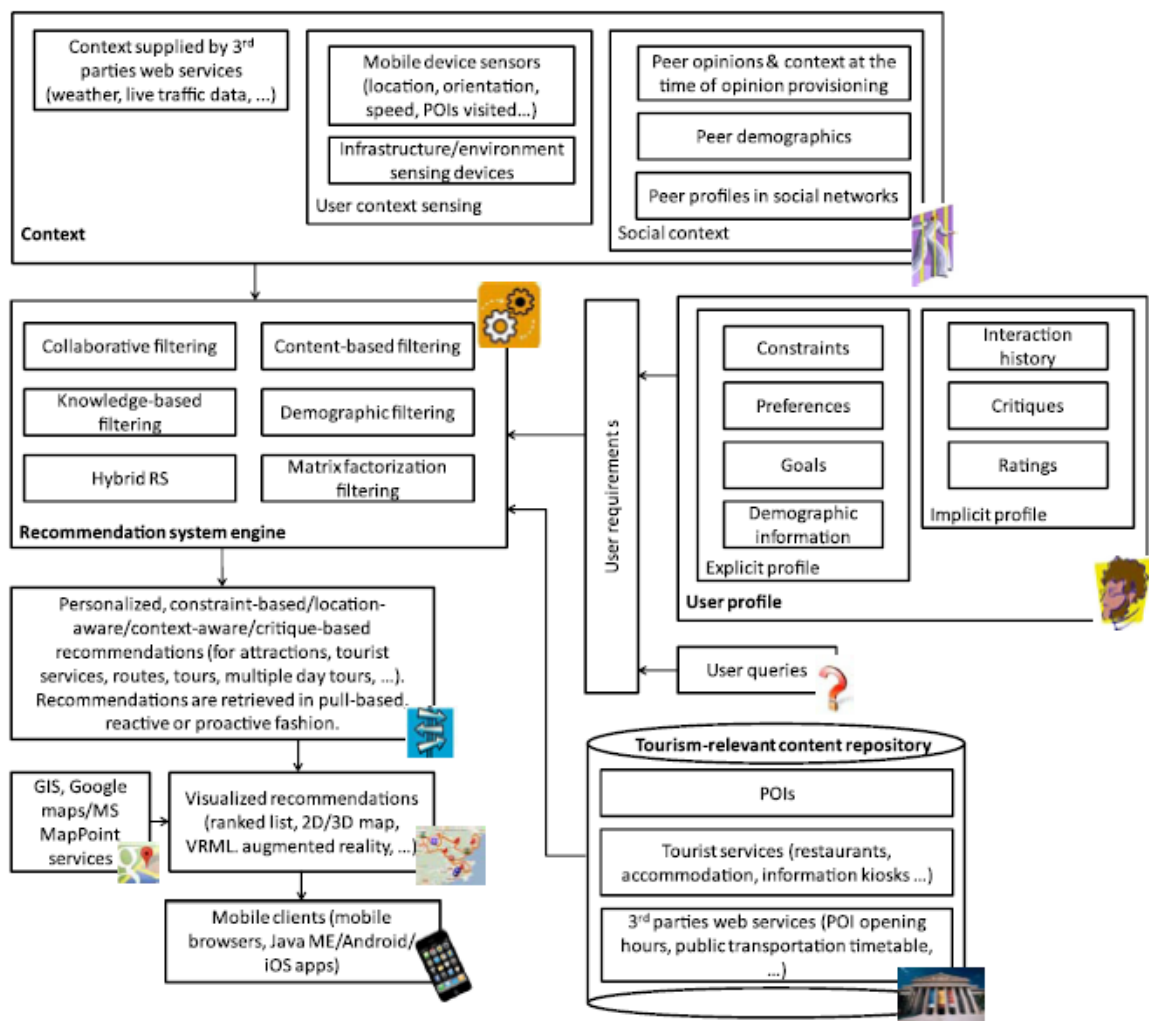 Context supplied by 3rd
parties web services
(weather, live traffic data, ...)
Mobile device sensors
(location, orientation,
speed, POIs visited...)
Infrastructure/environment
sensing devices
User context sensing
Peer opinions & context at the
time of opinion provisioning
Peer demographics
Peer profiles in social networks
Social context
Context
Collaborative filtering
Content-based filtering
Knowledge-based
filtering
Demographic filtering
Hybrid RS
Matrix factorization
filtering
Recommendation system engine
User requirement s
Constraints
Preferences
Goals
Demographic
information
Explicit profile
Interaction
history
Critiques
Ratings
Implicit profile
User profile
User queries
Personalized, constraint-based/location-
aware/context-aware/critique-based
recommendations (for attractions, tourist
services, routes, tours, multiple day tours, ...).
Recommendations are retrieved in pull-based,
reactive or proactive fashion.
GIS, Google
maps/MS
MapPoint
services
Visualized recommendations
(ranked list, 2D/3D map,
VRML. augmented reality, ...)
Mobile clients (mobile
browsers, Java ME/Android/
iOS apps)
Tourism-relevant content repository
POIs
Tourist services (restaurants,
accommodation, information kiosks ...)
3rd parties web services (POI opening
hours, public transportation timetable,
...)